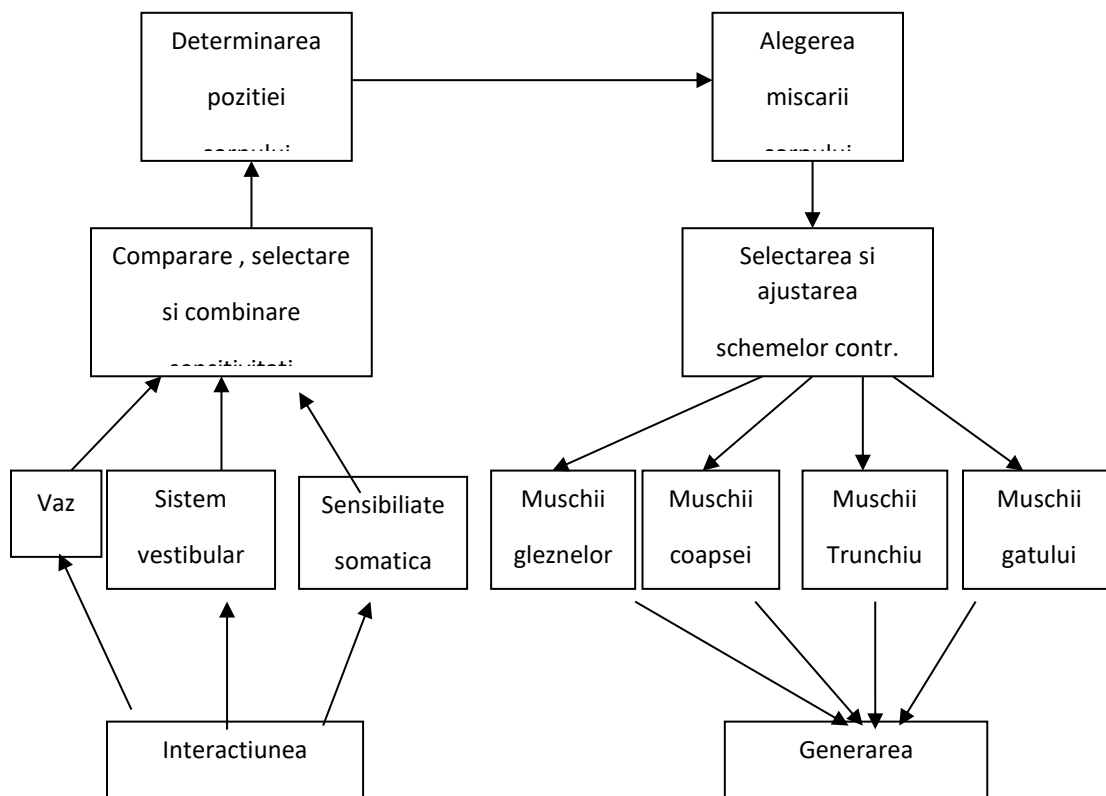 Determinarea
pozitiei
Alegerea
miscarii
Comparare , selectare
si combinare
Selectarea si
ajustarea
schemelor contr.
Vaz
Sistem
vestibular
Sensibiliate
somatica
Muschii
gleznelor
Muschii
coapsei
Muschii
Trunchiu
Muschii
gatului
Interactiunea
Generarea